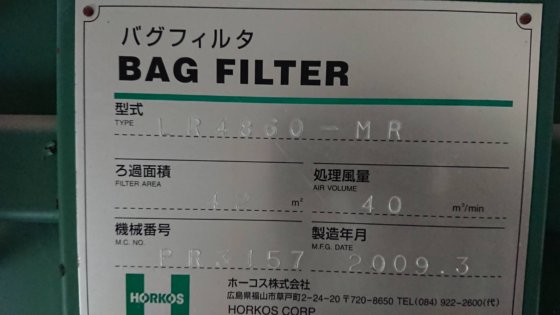 バグフィルタ
BAG FILTER
型式
TYPE
LR4860-MR
ろ過面積 処理風量
FILTER AREA m² AIR VOLUME 40 m³/min
機械番号 製造年月
M.C. NO. M.F.G. DATE 2009.3
ホーコス株式会社
HORKOS 広島県福山市草戸町2-24-20 〒720-8650 TEL(084) 922-2600(代)
HORKOS CORP